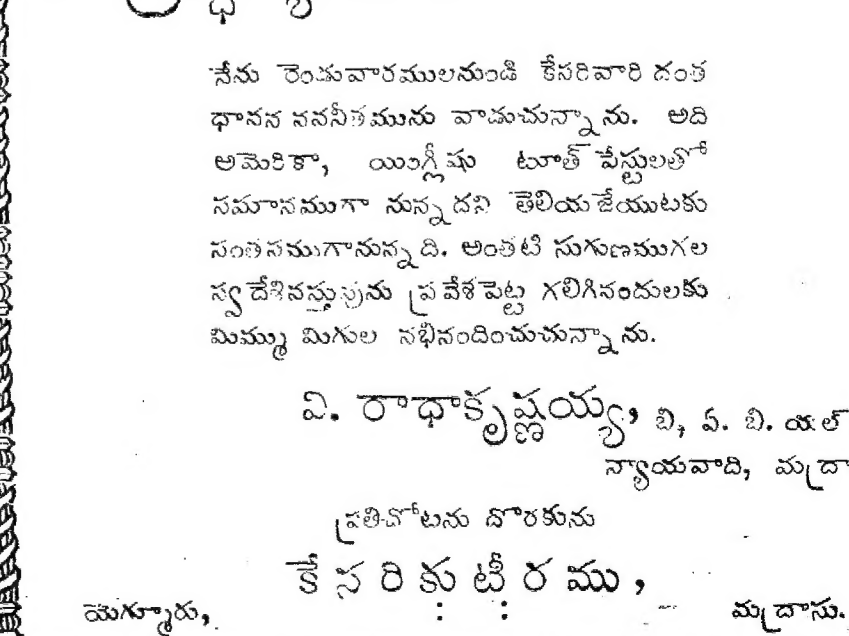 నేను రెండువారములనుండి కేసరివారి దంత
ధావన నవనీతమును వాడుచున్నాను. అది
అమెరికా, యింగ్లీషు టూత్ పేస్టులతో
సమానముగా నున్నదని తెలియజేయుటకు
సంతసముగానున్నది. అంతటి సుగుణముగల
స్వదేశివస్తువును ప్రవేశపెట్ట గలిగినందులకు
మిమ్ము మిగుల నభినందించుచున్నాను.
వి. రాధాకృష్ణయ్య, బి, ఏ. బి. యల్
న్యాయవాది, మద్రా
ప్రతిచోటను దొరకును
కేసరికుటీరము,
యెగ్మూరు, మద్రాసు.